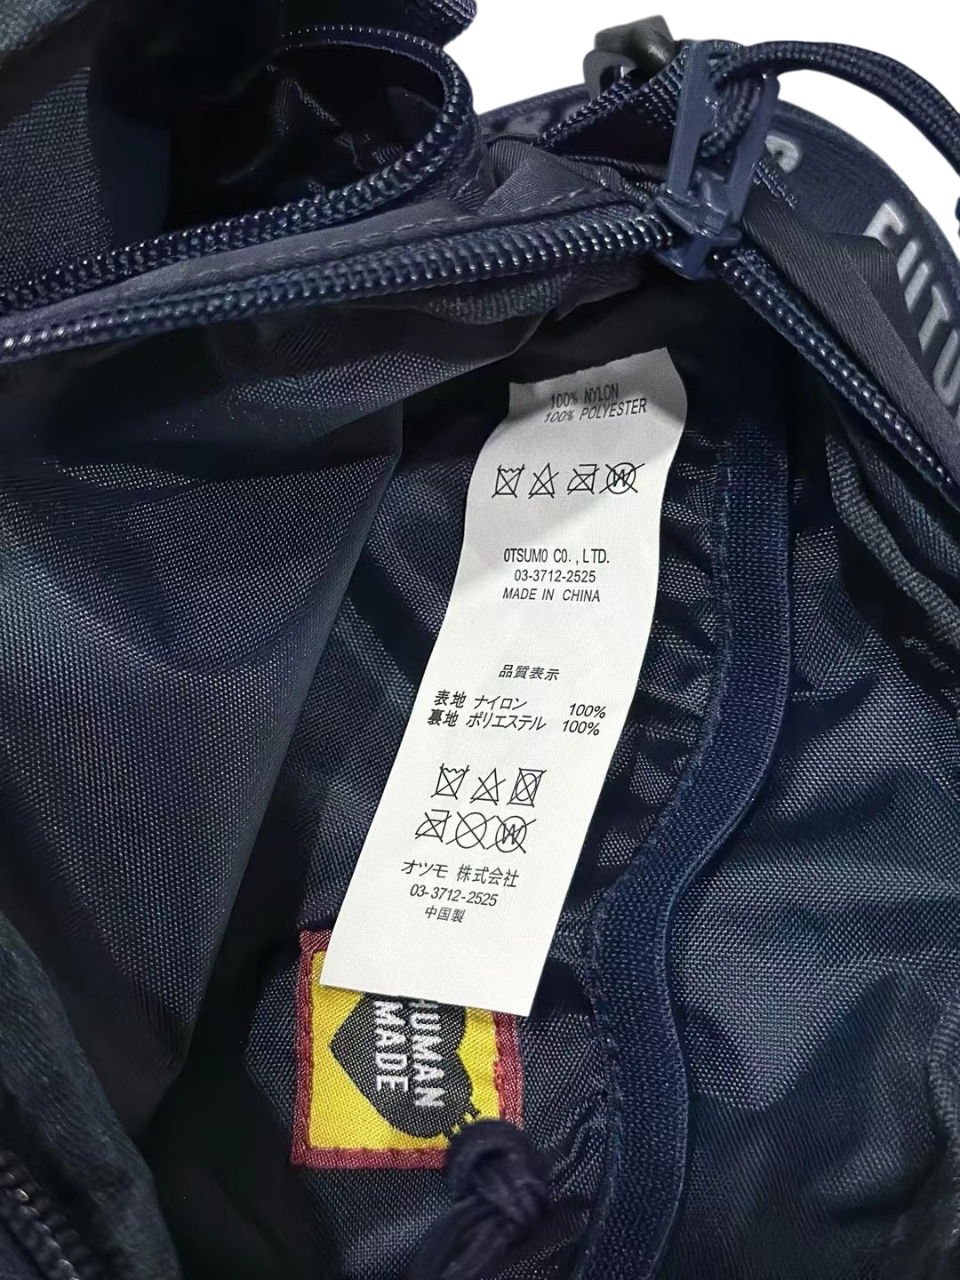 100% NYLON
100% POLYESTER
OTSUMO CO., LTD.
03-3712-2525
MADE IN CHINA
品質表示
表地 ナイロン 100%
裏地 ポリエステル 100%
オツモ 株式会社
03-3712-2525
中国製
HUMAN
MADE